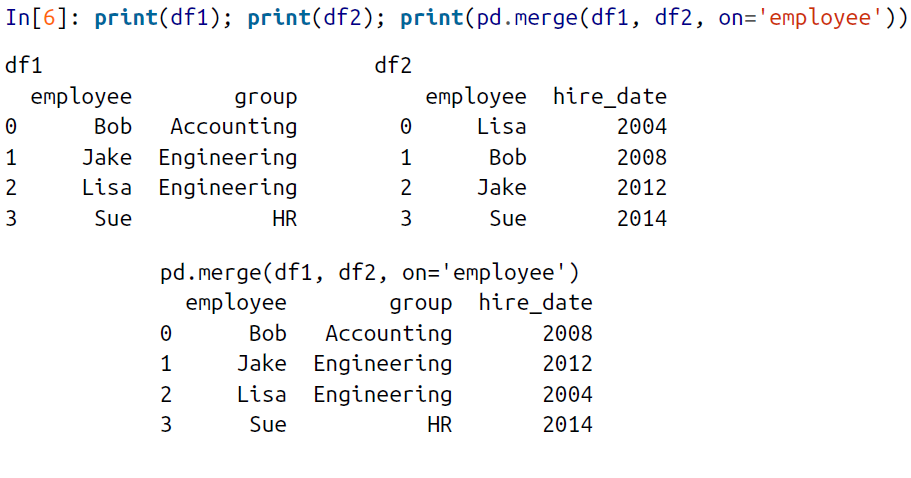 In[6]: print(df1); print(df2); print(pd.merge(df1, df2, on='employee'))
df1                          df2
  employee        group          employee  hire_date
0      Bob   Accounting        0     Lisa       2004
1     Jake  Engineering        1      Bob       2008
2     Lisa  Engineering        2     Jake       2012
3      Sue           HR        3      Sue       2014
pd.merge(df1, df2, on='employee')
  employee        group  hire_date
0      Bob   Accounting       2008
1     Jake  Engineering       2012
2     Lisa  Engineering       2004
3      Sue           HR       2014